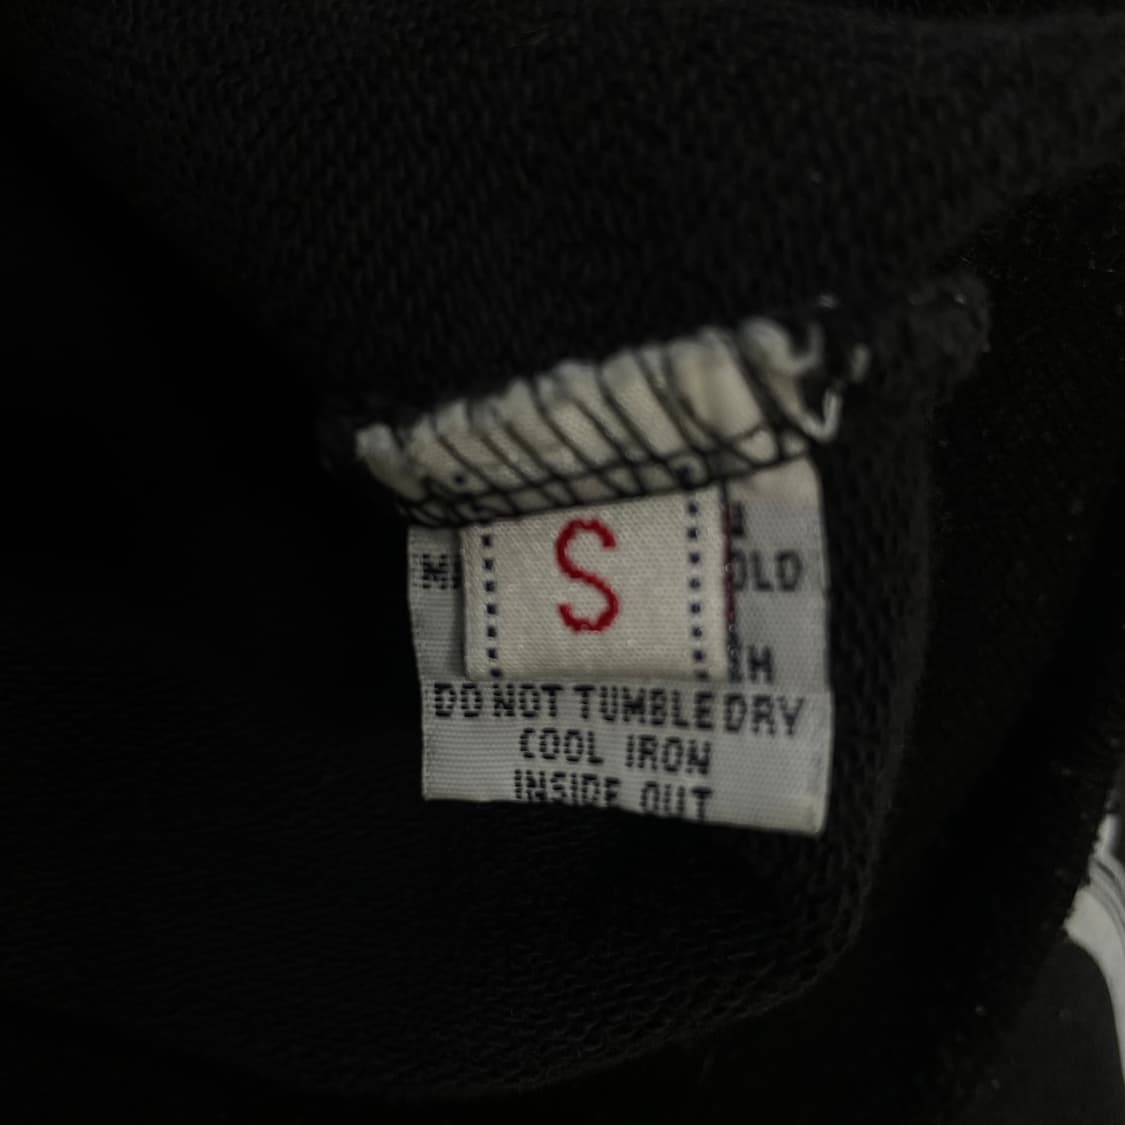 S
DO NOT TUMBLE DRY
COOL IRON
INSIDE OUT